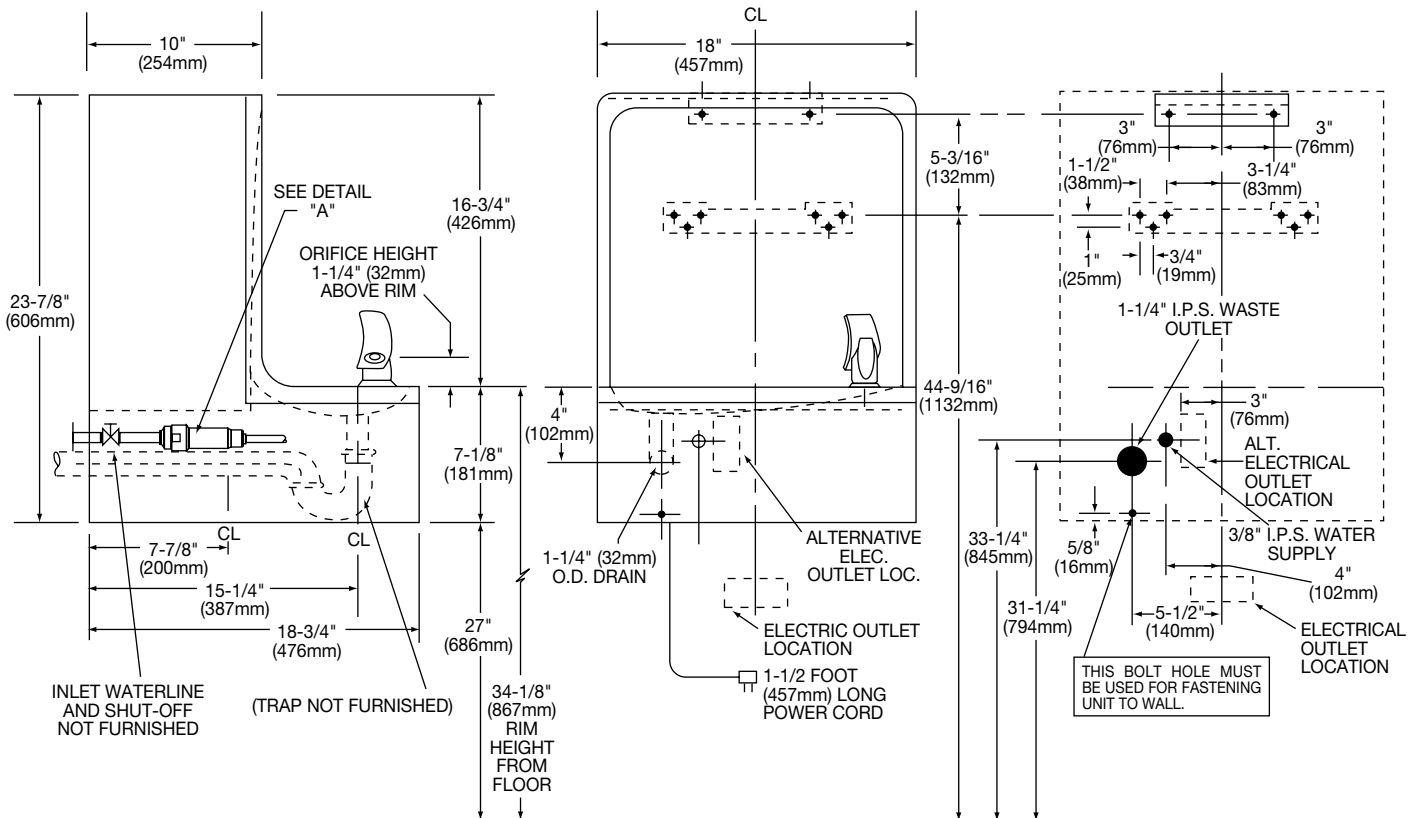 10"
(254mm)
23-7/8"
(606mm)
SEE DETAIL
"A"
ORIFICE HEIGHT
1-1/4" (32mm)
ABOVE RIM
16-3/4"
(426mm)
7-1/8"
(181mm)
CL
CL
7-7/8"
(200mm)
15-1/4"
(387mm)
18-3/4"
(476mm)
27"
(686mm)
INLET WATERLINE
AND SHUT-OFF
NOT FURNISHED
(TRAP NOT FURNISHED)
34-1/8"
(867mm)
RIM
HEIGHT
FROM
FLOOR
CL
18"
(457mm)
5-3/16"
(132mm)
4"
(102mm)
44-9/16"
(1132mm)
1-1/4" (32mm)
O.D. DRAIN
ALTERNATIVE
ELEC.
OUTLET LOC.
ELECTRIC OUTLET
LOCATION
1-1/2 FOOT
(457mm) LONG
POWER CORD
3"
(76mm)
3"
(76mm)
1-1/2"
(38mm)
3-1/4"
(83mm)
1"
(25mm)
3/4"
(19mm)
1-1/4" I.P.S. WASTE
OUTLET
3"
(76mm)
ALT.
ELECTRICAL
OUTLET
LOCATION
33-1/4"
(845mm)
5/8"
(16mm)
3/8" I.P.S. WATER
SUPPLY
4"
(102mm)
31-1/4"
(794mm)
5-1/2"
(140mm)
ELECTRICAL
OUTLET
LOCATION
THIS BOLT HOLE MUST
BE USED FOR FASTENING
UNIT TO WALL.